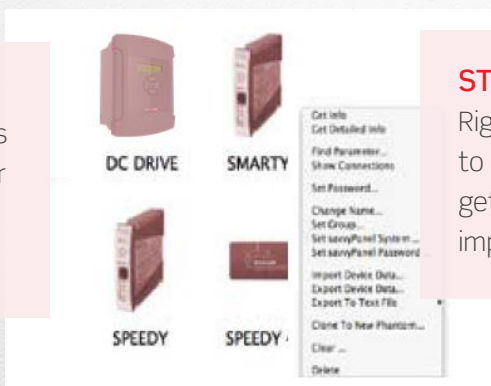 s
r
DC DRIVE
SMARTY
SPEEDY
SPEEDY
Get Info
Get Detailed Info
Find Parameter...
Show Connections
Set Password...
Change Name...
Set Group...
Set savvyPanel System ...
Set savvyPanel Password
Import Device Data...
Export Device Data...
Export To Text File
Clone To New Phantom...
Clear ...
Delete
ST
Rig
to
get
imp